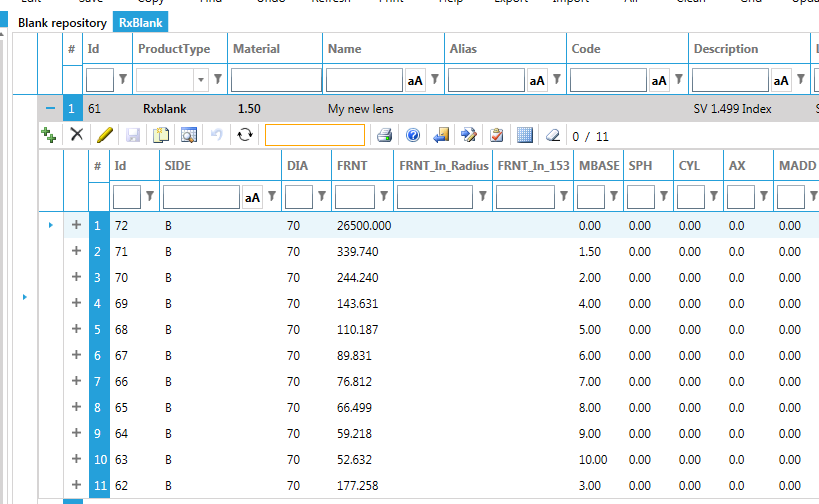 Edit Save Copy Find Undo Refresh Print Help Export Import All Clean Grid
Blank repository RxBlank
# Id ProductType Material Name Alias Code Description
aA aA aA aA
1 61 Rxblank 1.50 My new lens SV 1.499 Index
0 / 11
# Id SIDE DIA FRNT FRNT_In_Radius FRNT_In_153 MBASE SPH CYL AX MADD
aA
1 72 B 70 26500.000 0.00 0.00 0.00 0.0 0.00
2 71 B 70 339.740 1.50 0.00 0.00 0.0 0.00
3 70 B 70 244.240 2.00 0.00 0.00 0.0 0.00
4 69 B 70 143.631 4.00 0.00 0.00 0.0 0.00
5 68 B 70 110.187 5.00 0.00 0.00 0.0 0.00
6 67 B 70 89.831 6.00 0.00 0.00 0.0 0.00
7 66 B 70 76.812 7.00 0.00 0.00 0.0 0.00
8 65 B 70 66.499 8.00 0.00 0.00 0.0 0.00
9 64 B 70 59.218 9.00 0.00 0.00 0.0 0.00
10 63 B 70 52.632 10.00 0.00 0.00 0.0 0.00
11 62 B 70 177.258 3.00 0.00 0.00 0.0 0.00